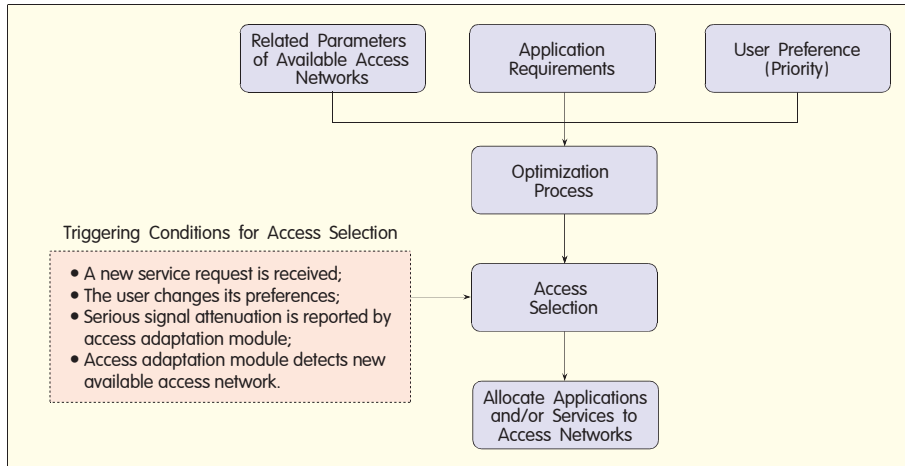 Related Parameters
of Available Access
Networks
Application
Requirements
User Preference
(Priority)
Optimization
Process
Triggering Conditions for Access Selection
• A new service request is received;
• The user changes its preferences;
• Serious signal attenuation is reported by
access adaptation module;
• Access adaptation module detects new
available access network.
Access
Selection
Allocate Applications
and/or Services to
Access Networks